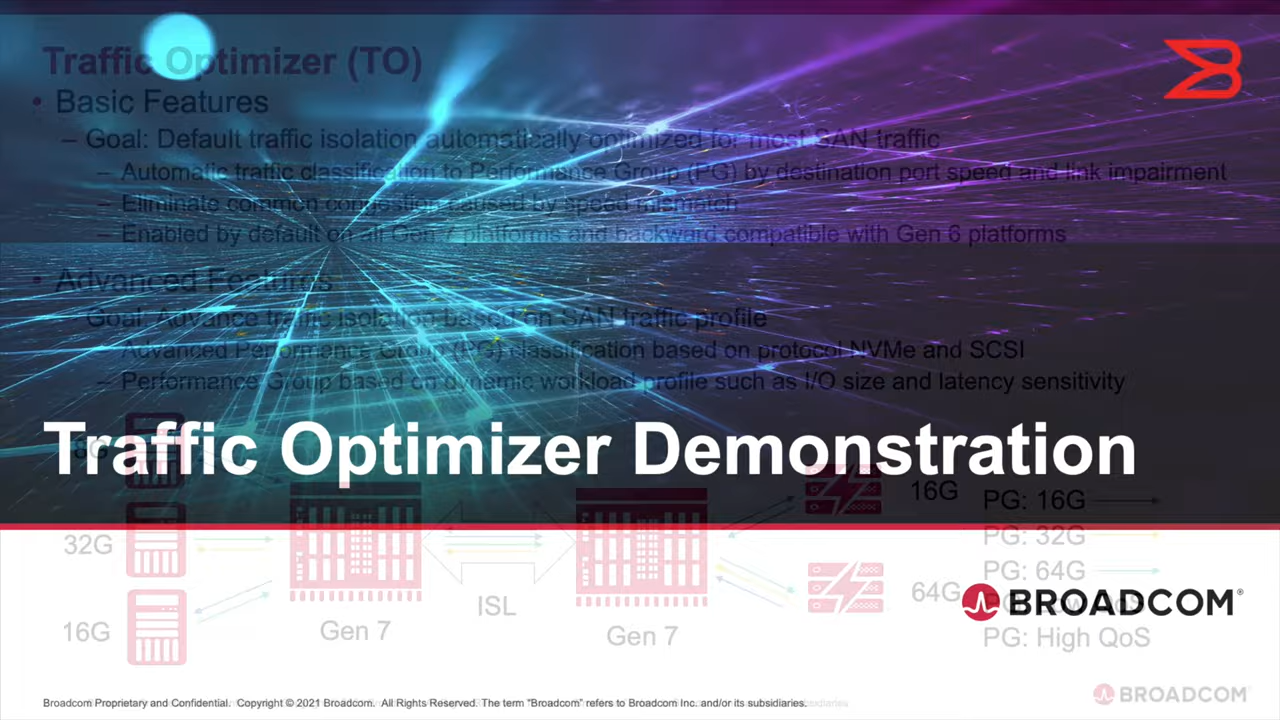 Traffic Optimizer (TO)
• Basic Features
– Goal: Default traffic isolation automatically optimized for most SAN traffic
– Automatic traffic classification to Performance Group (PG) by destination port speed and link impairment
– Eliminate common congestion caused by speed mismatch
– Enabled by default on all Gen 7 platforms and backward compatible with Gen 6 platforms
• Advanced Features
– Goal: Advance traffic isolation based on SAN traffic profile
– Advanced Performance Group (PG) classification based on protocol NVMe and SCSI
– Performance Group based on dynamic workload profile such as I/O size and latency sensitivity
Traffic Optimizer Demonstration
8G
16G
PG: 16G
32G
PG: 32G
PG: 64G
64G
BROADCOM®
ISL
16G
Gen 7
Gen 7
PG: High QoS
Broadcom Proprietary and Confidential. Copyright © 2021 Broadcom. All Rights Reserved. The term "Broadcom" refers to Broadcom Inc. and/or its subsidiaries.
BROADCOM®